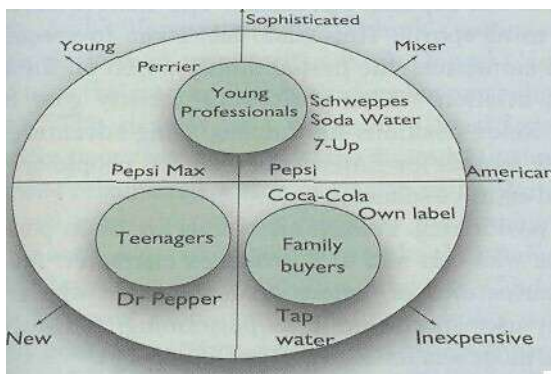 Sophisticated
Young
Mixer
Perrier
Young
Professionals
Schweppes
Soda Water
7-Up
Pepsi Max
Pepsi
American
Coca-Cola
Own label
Teenagers
Family
buyers
Dr Pepper
Tap
water
New
Inexpensive